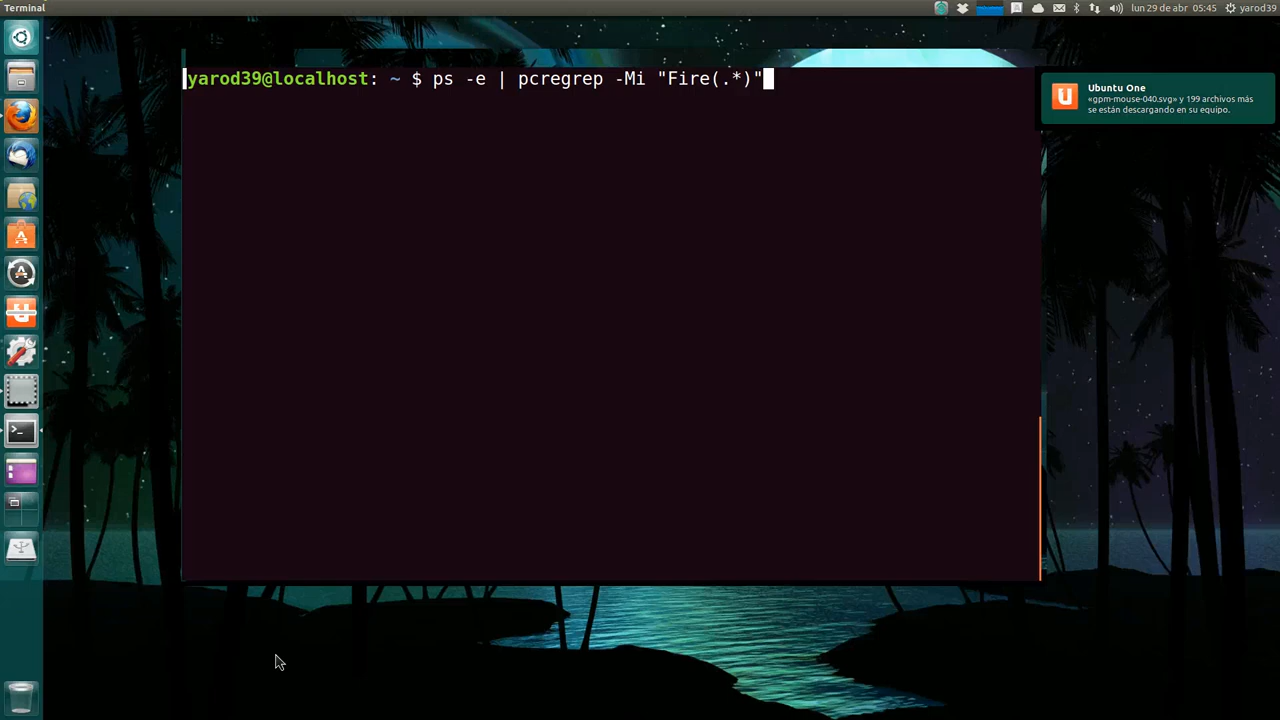 Terminal
lun 29 de abr 05:45
yarod39
yarod39@localhost: ~ $ ps -e | pcregrep -Mi "Fire(.*)"
Ubuntu One
«gpm-mouse-040.svg» y 199 archivos más
se están descargando en su equipo.